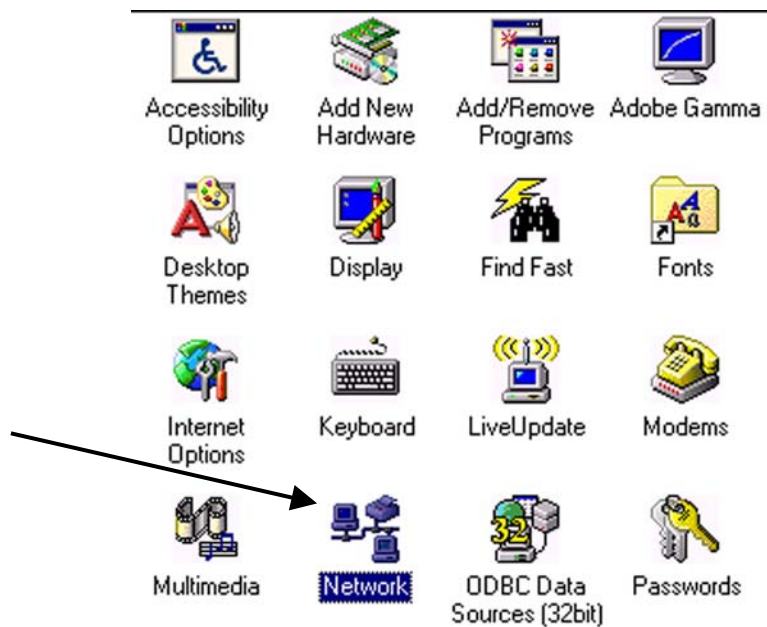 Accessibility Options
Add New Hardware
Add/Remove Programs
Adobe Gamma
Desktop Themes
Display
Find Fast
Fonts
Internet Options
Keyboard
LiveUpdate
Modems
Multimedia
Network
32
ODBC Data Sources (32bit)
Passwords